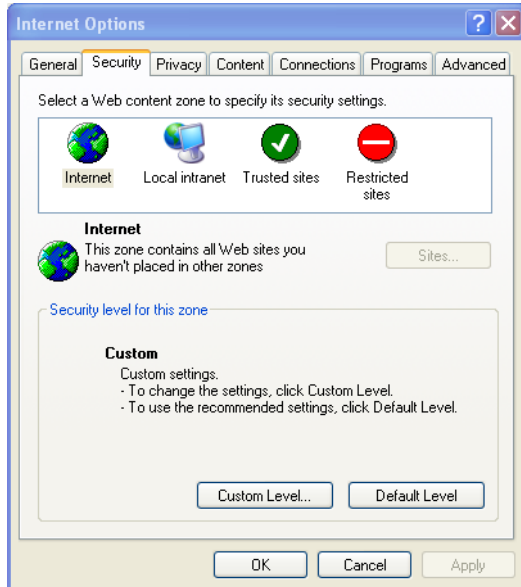 Internet Options
General Security Privacy Content Connections Programs Advanced
Select a Web content zone to specify its security settings.
Internet Local intranet Trusted sites Restricted
sites
Internet
This zone contains all Web sites you
haven't placed in other zones
Sites...
Security level for this zone
Custom
Custom settings.
- To change the settings, click Custom Level.
- To use the recommended settings, click Default Level.
Custom Level... Default Level
OK Cancel Apply